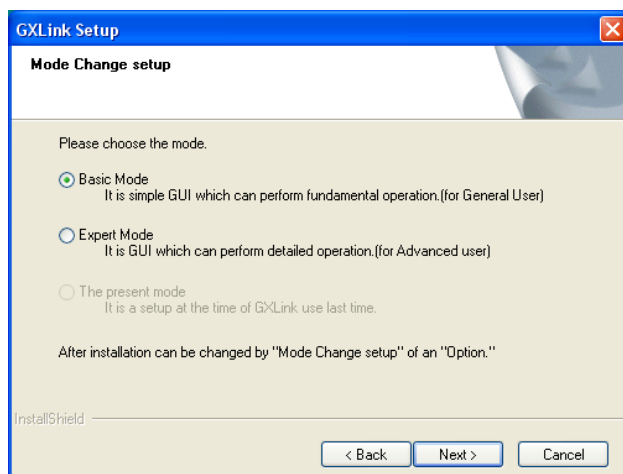 GXLink Setup
Mode Change setup
Please choose the mode.
Basic Mode
It is simple GUI which can perform fundamental operation.(for General User)
Expert Mode
It is GUI which can perform detailed operation.(for Advanced user)
The present mode
It is a setup at the time of GXLink use last time.
After installation can be changed by "Mode Change setup" of an "Option."
InstallShield
< Back
Next >
Cancel